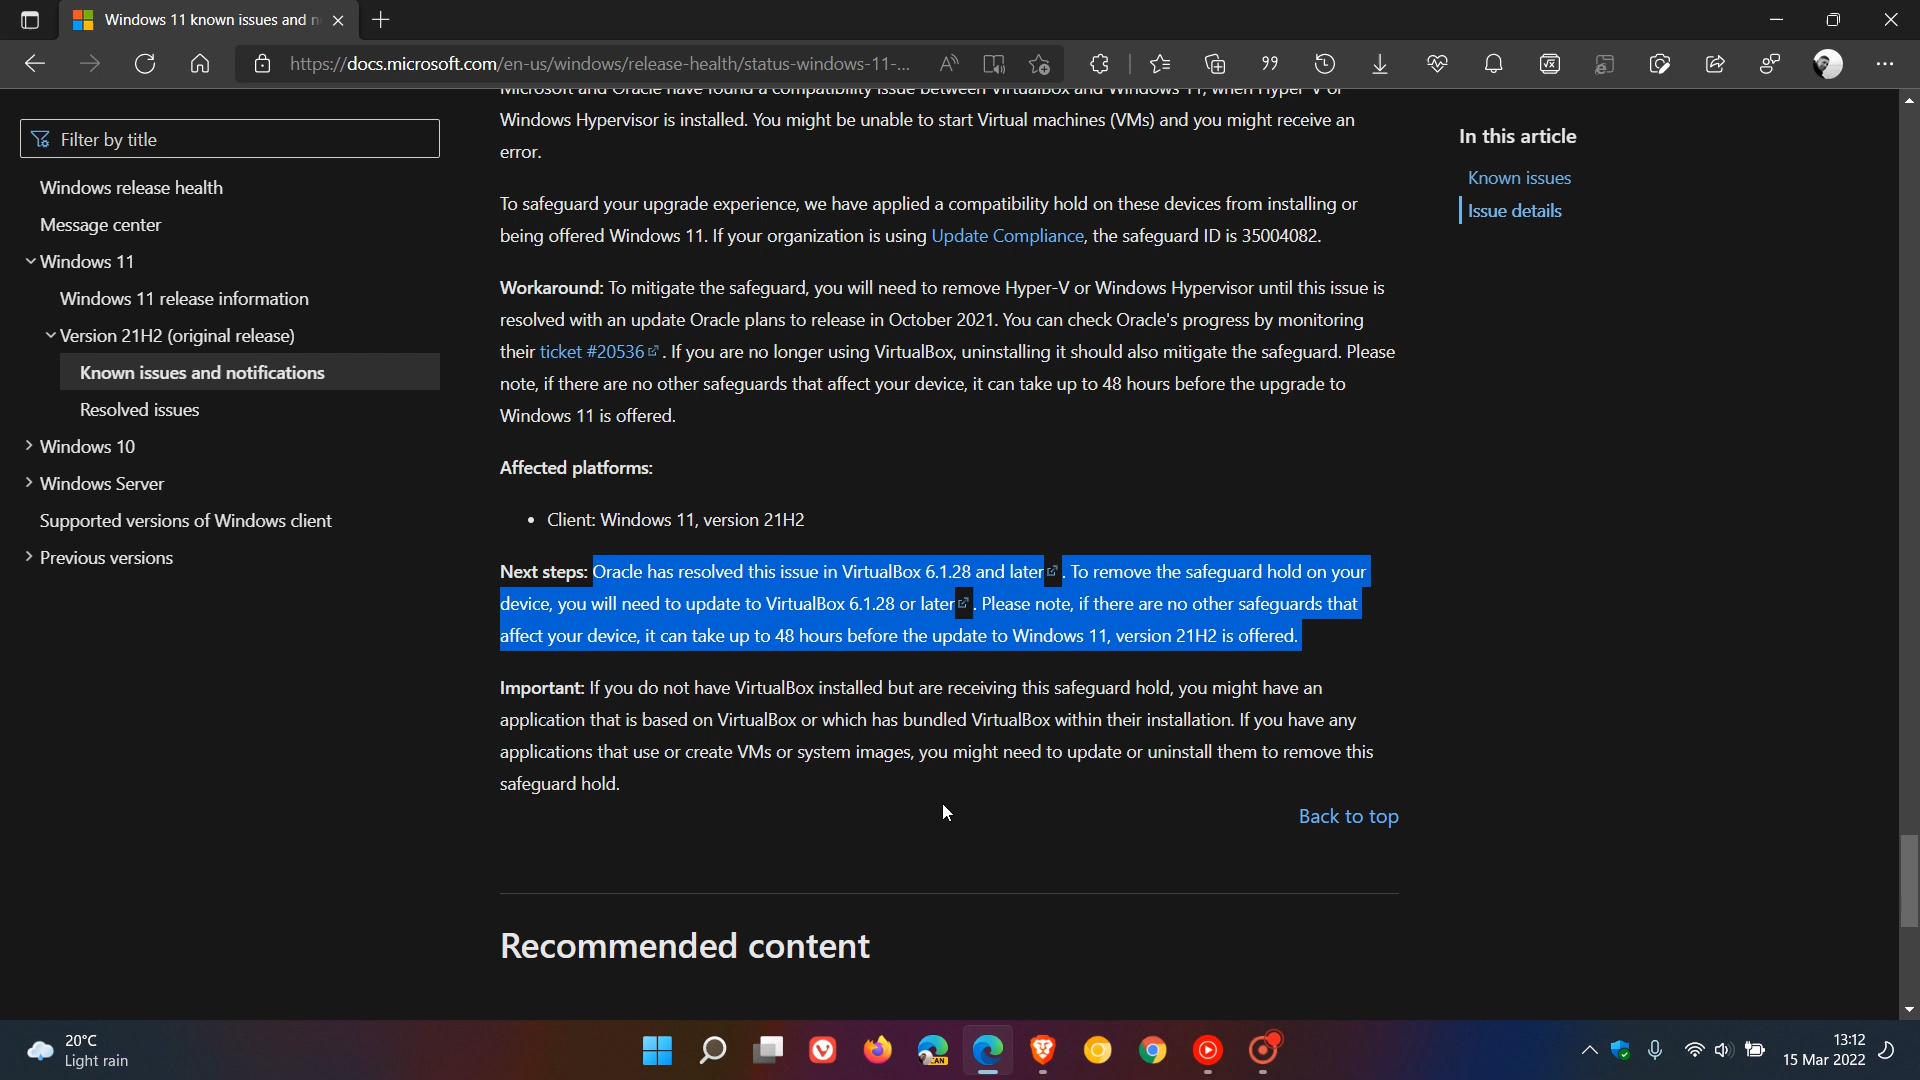 Windows 11 known issues and n
https://docs.microsoft.com/en-us/windows/release-health/status-windows-11-...
Filter by title
Windows release health
Message center
Windows 11
Windows 11 release information
Version 21H2 (original release)
Known issues and notifications
Resolved issues
Windows 10
Windows Server
Supported versions of Windows client
Previous versions
Microsoft and Oracle have found a compatibility issue between VirtualBox and Windows 11, when Hyper-V or
Windows Hypervisor is installed. You might be unable to start Virtual machines (VMs) and you might receive an
error.
To safeguard your upgrade experience, we have applied a compatibility hold on these devices from installing or
being offered Windows 11. If your organization is using Update Compliance, the safeguard ID is 35004082.
Workaround: To mitigate the safeguard, you will need to remove Hyper-V or Windows Hypervisor until this issue is
resolved with an update Oracle plans to release in October 2021. You can check Oracle's progress by monitoring
their ticket #20536. If you are no longer using VirtualBox, uninstalling it should also mitigate the safeguard. Please
note, if there are no other safeguards that affect your device, it can take up to 48 hours before the upgrade to
Windows 11 is offered.
Affected platforms:
• Client: Windows 11, version 21H2
Next steps: Oracle has resolved this issue in VirtualBox 6.1.28 and later. To remove the safeguard hold on your
device, you will need to update to VirtualBox 6.1.28 or later. Please note, if there are no other safeguards that
affect your device, it can take up to 48 hours before the update to Windows 11, version 21H2 is offered.
Important: If you do not have VirtualBox installed but are receiving this safeguard hold, you might have an
application that is based on VirtualBox or which has bundled VirtualBox within their installation. If you have any
applications that use or create VMs or system images, you might need to update or uninstall them to remove this
safeguard hold.
Back to top
Recommended content
In this article
Known issues
Issue details
20°C
Light rain
CAN
13:12
15 Mar 2022